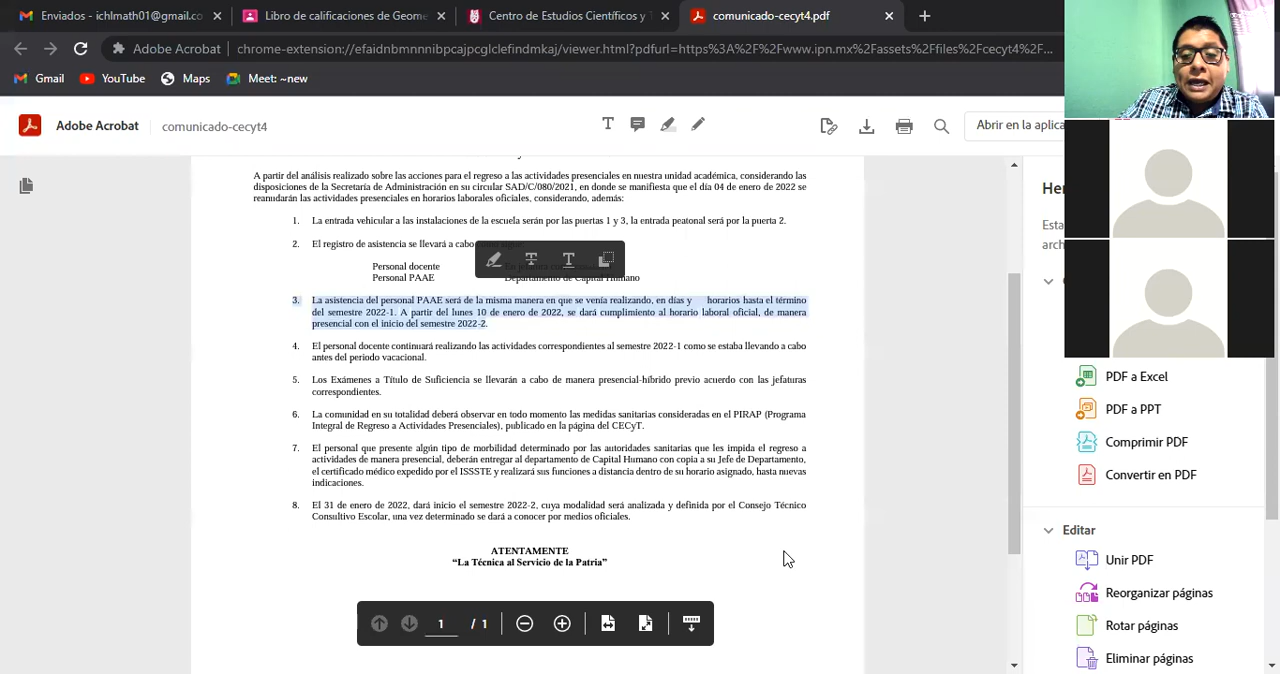 Enviados - ichlmath01@gmail.co
Libro de calificaciones de Geome
Centro de Estudios Científicos y T
comunicado-cecyt4.pdf
Adobe Acrobat
chrome-extension://efaidnbmnnnibpcajpcglclefindmkaj/viewer.html?pdfurl=https%3A%2F%2Fwww.ipn.mx%2Fassets%2Ffiles%2Fcecyt4%2F...
Gmail
YouTube
Maps
Meet: ~new
Adobe Acrobat
comunicado-cecyt4
Abrir en la aplica
A partir del análisis realizado sobre las acciones para el regreso a las actividades presenciales en nuestra unidad académica, considerando las
disposiciones de la Secretaría de Administración en su circular SAD/C/080/2021, en donde se manifiesta que el día 04 de enero de 2022 se
reanudarán las actividades presenciales en horarios laborales oficiales, considerando, además:
1. La entrada vehicular a las instalaciones de la escuela serán por las puertas 1 y 3, la entrada peatonal será por la puerta 2.
2. El registro de asistencia se llevará a cabo
Personal docente
Personal PAAE Departamento de Capital Humano
3. La asistencia del personal PAAE será de la misma manera en que se venía realizando, en días y horarios hasta el término
del semestre 2022-1. A partir del lunes 10 de enero de 2022, se dará cumplimiento al horario laboral oficial, de manera
presencial con el inicio del semestre 2022-2.
4. El personal docente continuará realizando las actividades correspondientes al semestre 2022-1 como se estaba llevando a cabo
antes del periodo vacacional.
5. Los Exámenes a Título de Suficiencia se llevarán a cabo de manera presencial-híbrido previo acuerdo con las jefaturas
correspondientes.
6. La comunidad en su totalidad deberá observar en todo momento las medidas sanitarias consideradas en el PIRAP (Programa
Integral de Regreso a Actividades Presenciales), publicado en la página del CECyT.
7. El personal que presente algún tipo de morbilidad determinado por las autoridades sanitarias que les impida el regreso a
actividades de manera presencial, deberán entregar al departamento de Capital Humano con copia a su Jefe de Departamento,
el certificado médico expedido por el ISSSTE y realizará sus funciones a distancia dentro de su horario asignado, hasta nuevas
indicaciones.
8. El 31 de enero de 2022, dará inicio el semestre 2022-2, cuya modalidad será analizada y definida por el Consejo Técnico
Consultivo Escolar, una vez determinado se dará a conocer por medios oficiales.
ATENTAMENTE
“La Técnica al Servicio de la Patria”
1 / 1
Her
Esta
arch
PDF a Excel
PDF a PPT
Comprimir PDF
Convertir en PDF
Editar
Unir PDF
Reorganizar páginas
Rotar páginas
Eliminar páginas